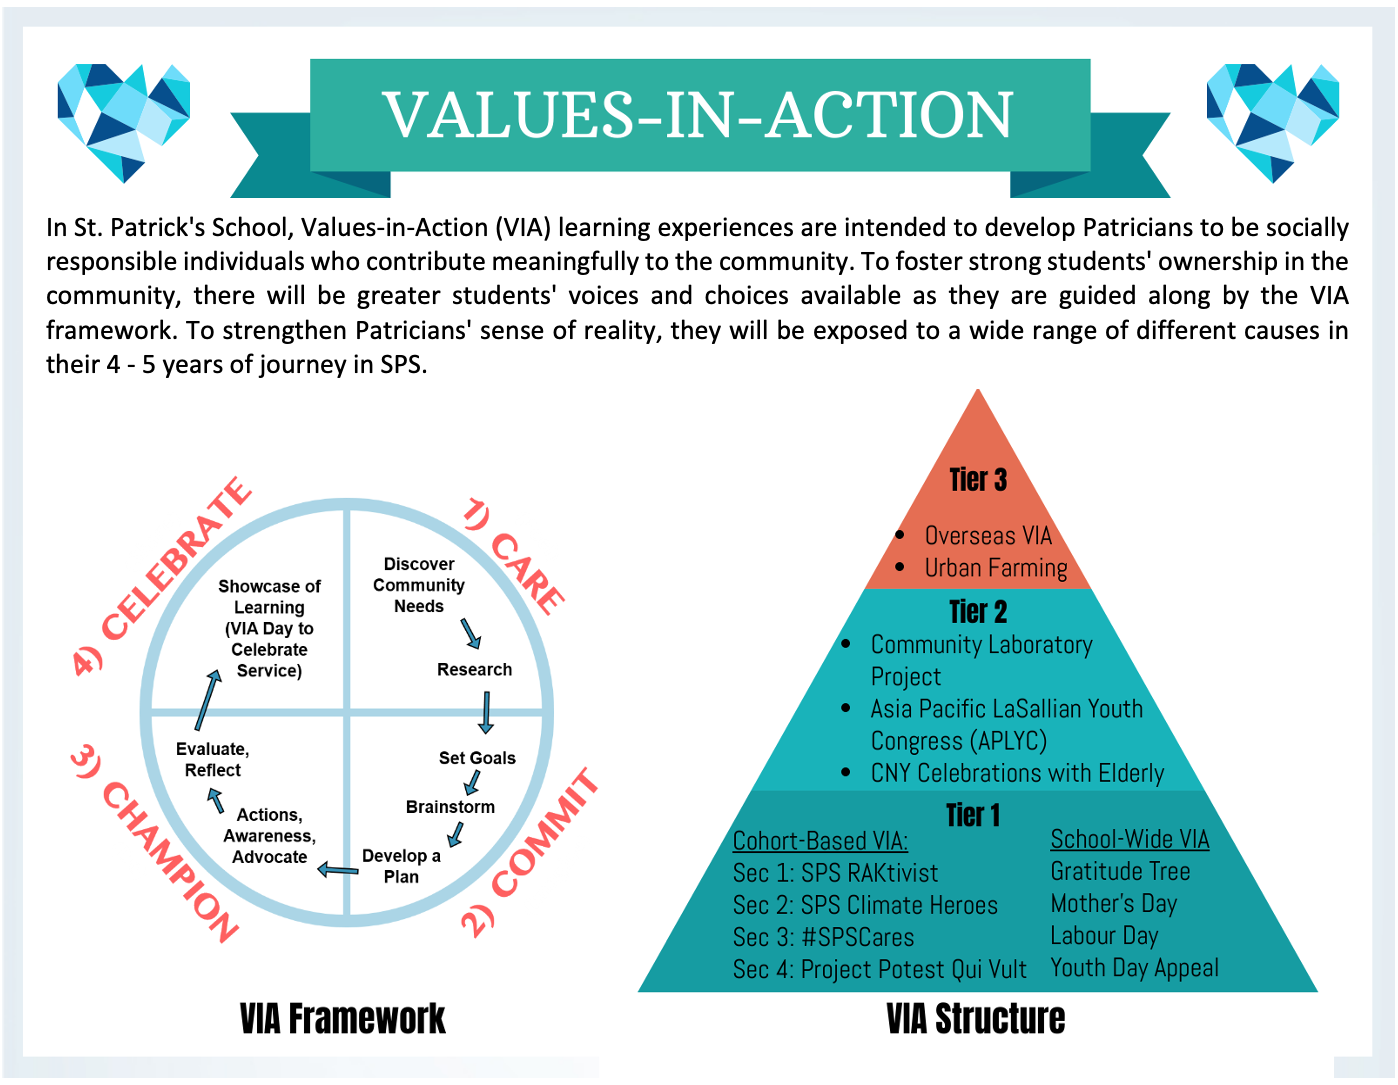 VALUES-IN-ACTION
In St. Patrick's School, Values-in-Action (VIA) learning experiences are intended to develop Patricians to be socially
responsible individuals who contribute meaningfully to the community. To foster strong students' ownership in the
community, there will be greater students' voices and choices available as they are guided along by the VIA
framework. To strengthen Patricians' sense of reality, they will be exposed to a wide range of different causes in
their 4 - 5 years of journey in SPS.
1) CARE
Discover
Community
Needs
Research
2) COMMIT
Set Goals
Brainstorm
Develop a
Plan
3) CHAMPION
Actions,
Awareness,
Advocate
Evaluate,
Reflect
4) CELEBRATE
Showcase of
Learning
(VIA Day to
Celebrate
Service)
VIA Framework
Tier 3
• Overseas VIA
• Urban Farming
Tier 2
• Community Laboratory
Project
• Asia Pacific LaSallian Youth
Congress (APLYC)
• CNY Celebrations with Elderly
Tier 1
Cohort-Based VIA:
Sec 1: SPS RAKtivist
Sec 2: SPS Climate Heroes
Sec 3: #SPSCares
Sec 4: Project Potest Qui Vult
School-Wide VIA
Gratitude Tree
Mother's Day
Labour Day
Youth Day Appeal
VIA Structure